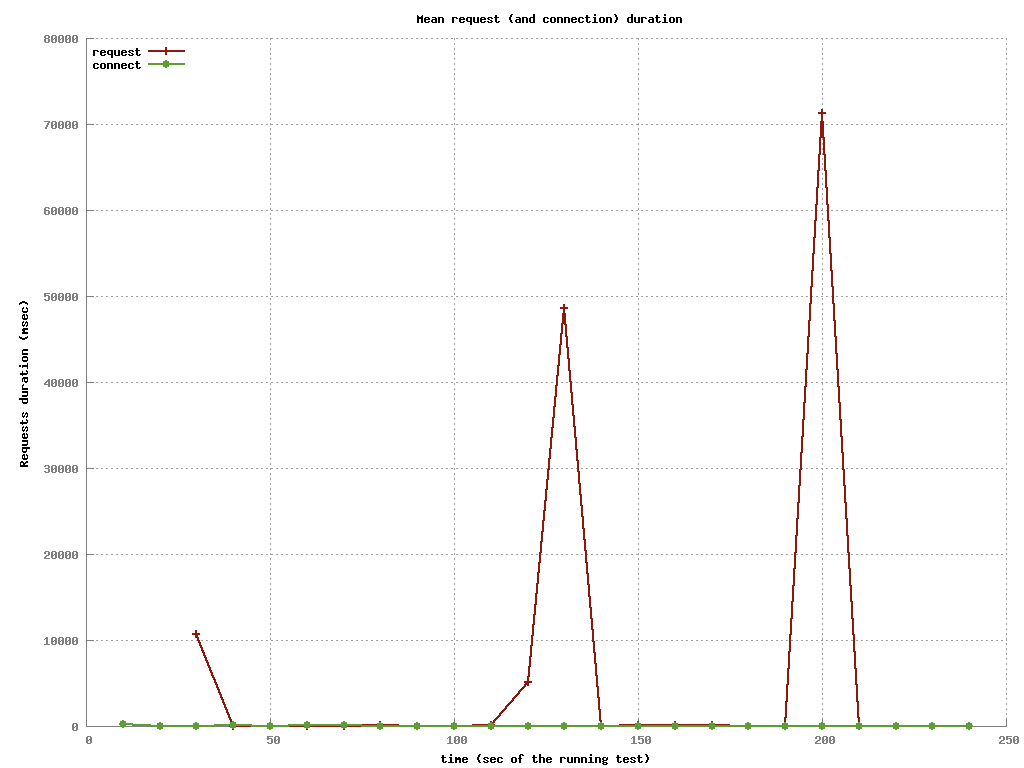 Mean request (and connection) duration
80000
request
connect
70000
60000
50000
40000
30000
20000
10000
0
0 50 100 150 200 250
Requests duration (msec)
time (sec of the running test)